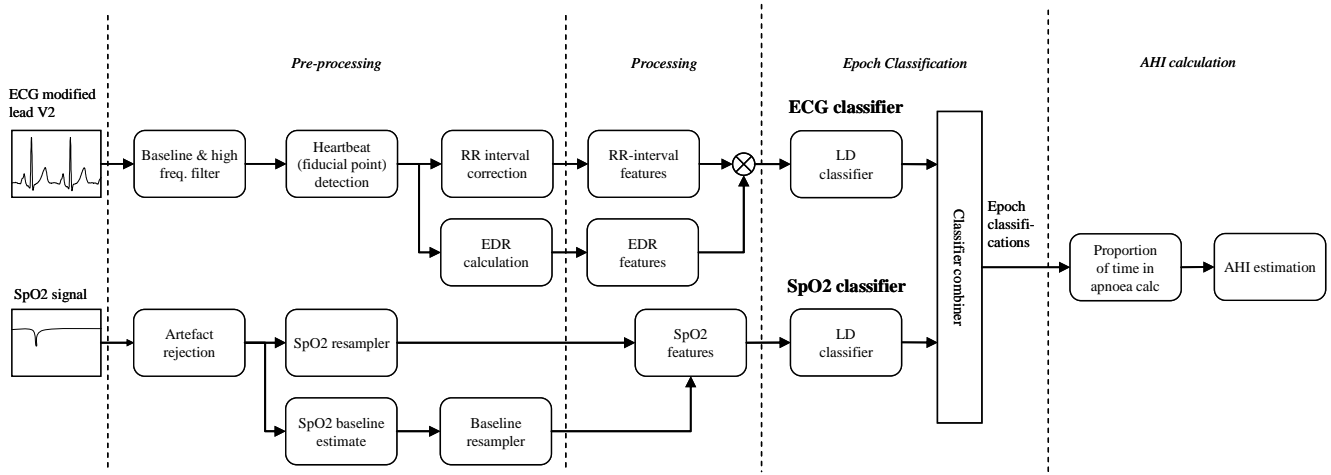 Pre-processing
Processing
Epoch Classification
AHI calculation
ECG modified
lead V2
ECG classifier
Baseline & high
freq. filter
Heartbeat
(fiducial point)
detection
RR interval
correction
RR-interval
features
LD
classifier
EDR
calculation
EDR
features
Classifier combiner
Epoch
classifi-
cations
Proportion
of time in
apnoea calc
AHI estimation
SpO2 signal
SpO2 classifier
Artefact
rejection
SpO2 resampler
SpO2
features
LD
classifier
SpO2 baseline
estimate
Baseline
resampler